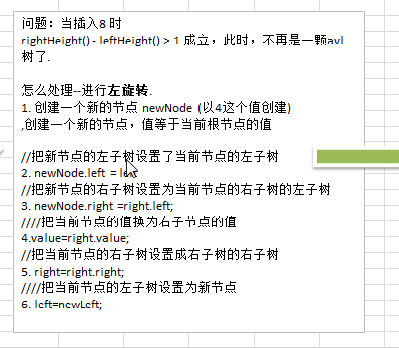 问题：当插入8 时
rightHeight() - leftHeight() > 1 成立，此时，不再是一颗avl
树了.
怎么处理--进行左旋转.
1. 创建一个新的节点 newNode (以4这个值创建)
,创建一个新的节点，值等于当前根节点的值
//把新节点的左子树设置了当前节点的左子树
2. newNode.left = left
//把新节点的右子树设置为当前节点的右子树的左子树
3. newNode.right =right.left;
////把当前节点的值换为右子节点的值
4.value=right.value;
//把当前节点的右子树设置成右子树的右子树
5. right=right.right;
////把当前节点的左子树设置为新节点
6. left=newLeft;